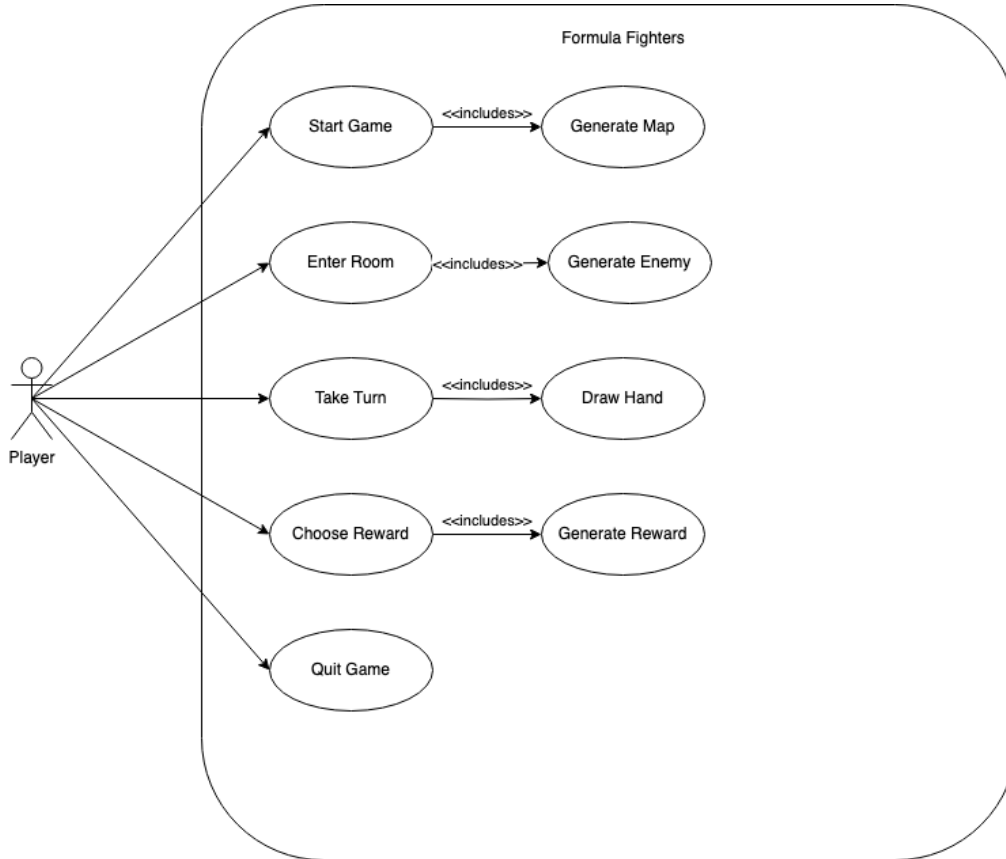 Formula Fighters
Start Game
<<includes>>
Generate Map
Enter Room
<<includes>>
Generate Enemy
Player
Take Turn
<<includes>>
Draw Hand
Choose Reward
<<includes>>
Generate Reward
Quit Game